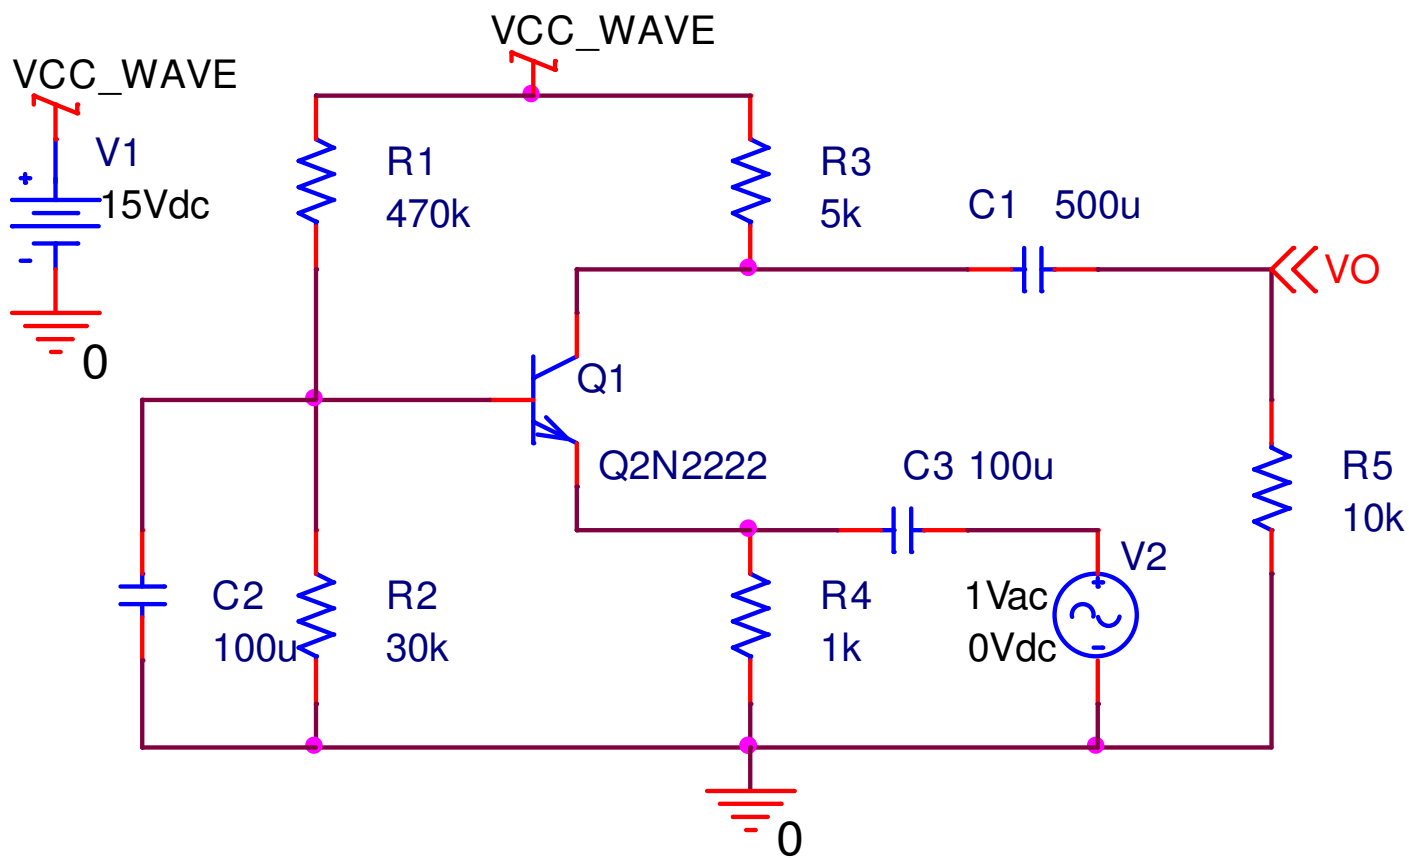 VCC_WAVE
VCC_WAVE
V1
+
15Vdc
-
0
R1
470k
R3
5k
C1 500u
VO
Q1
Q2N2222
C3 100u
R5
10k
C2
100u
R2
30k
R4
1k
V2
1Vac
0Vdc
+
-
0